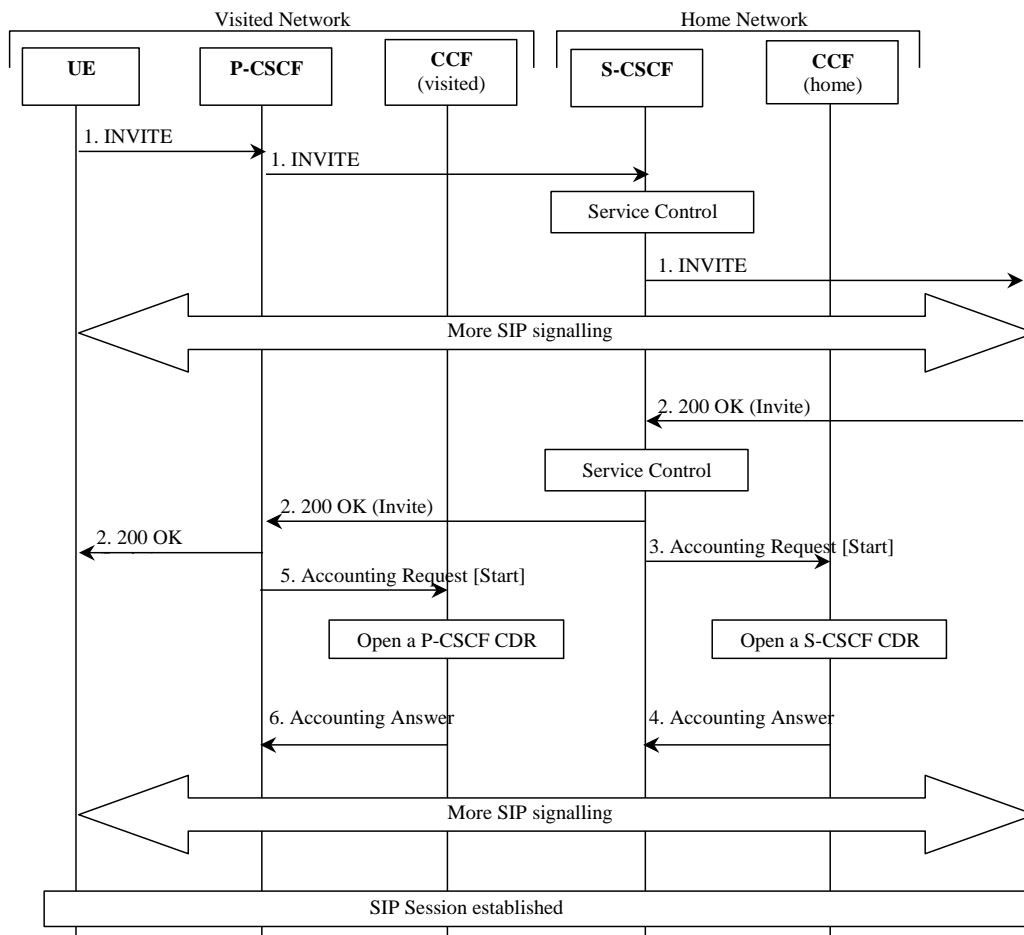 Visited Network
Home Network
UE
P-CSCF
CCF
(visited)
S-CSCF
CCF
(home)
1. INVITE
1. INVITE
Service Control
1. INVITE
More SIP signalling
2. 200 OK (Invite)
Service Control
2. 200 OK (Invite)
2. 200 OK
3. Accounting Request [Start]
5. Accounting Request [Start]
Open a P-CSCF CDR
Open a S-CSCF CDR
6. Accounting Answer
4. Accounting Answer
More SIP signalling
SIP Session established